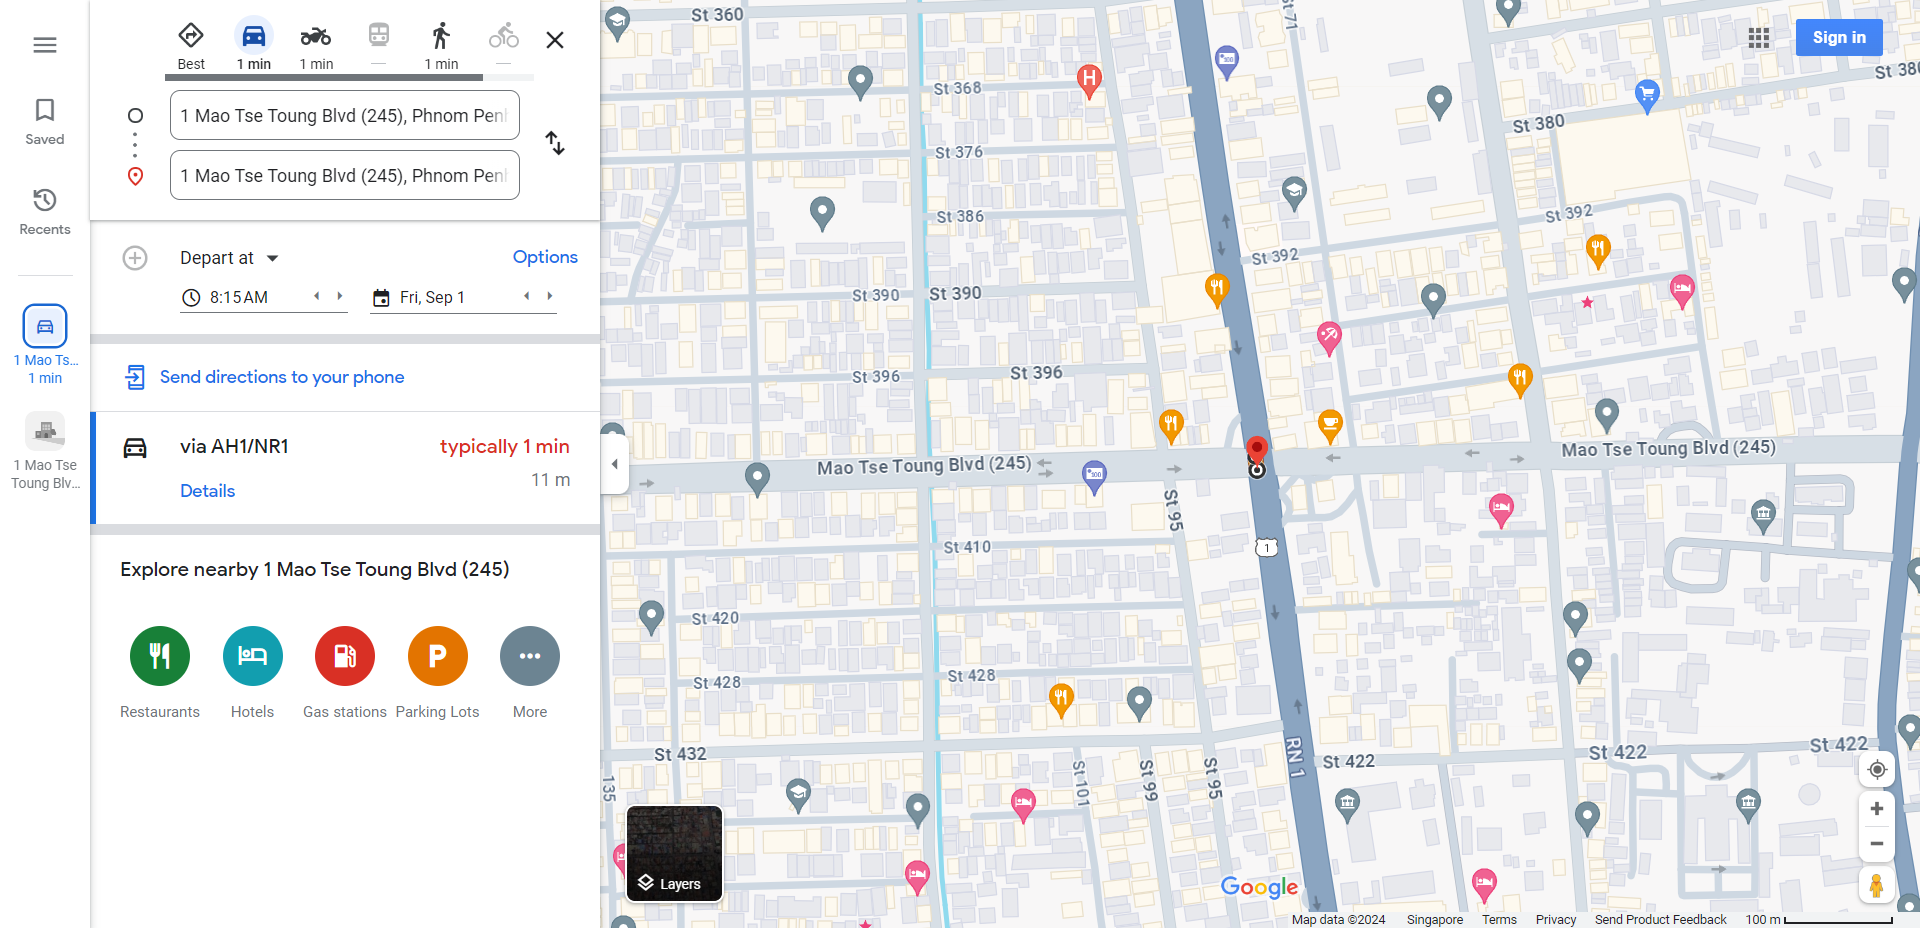 Best
1 min
1 min
—
1 min
—
1 Mao Tse Toung Blvd (245), Phnom Penh
1 Mao Tse Toung Blvd (245), Phnom Penh
Saved
Recents
1 Mao Ts...
1 min
1 Mao Tse
Toung Blv...
Depart at
Options
8:15 AM
Fri, Sep 1
Send directions to your phone
via AH1/NR1
typically 1 min
11 m
Details
Explore nearby 1 Mao Tse Toung Blvd (245)
Restaurants
Hotels
Gas stations
Parking Lots
More
Sign in
St 360
St 71
St 368
St 376
St 386
St 390
St 390
St 396
St 396
St 380
St 380
St 392
St 392
Mao Tse Toung Blvd (245)
Mao Tse Toung Blvd (245)
St 95
1
St 410
St 420
St 428
St 428
St 432
St 422
St 422
St 422
RN 1
135
St 101
St 99
St 95
Layers
Google
Map data ©2024
Singapore
Terms
Privacy
Send Product Feedback
100 m